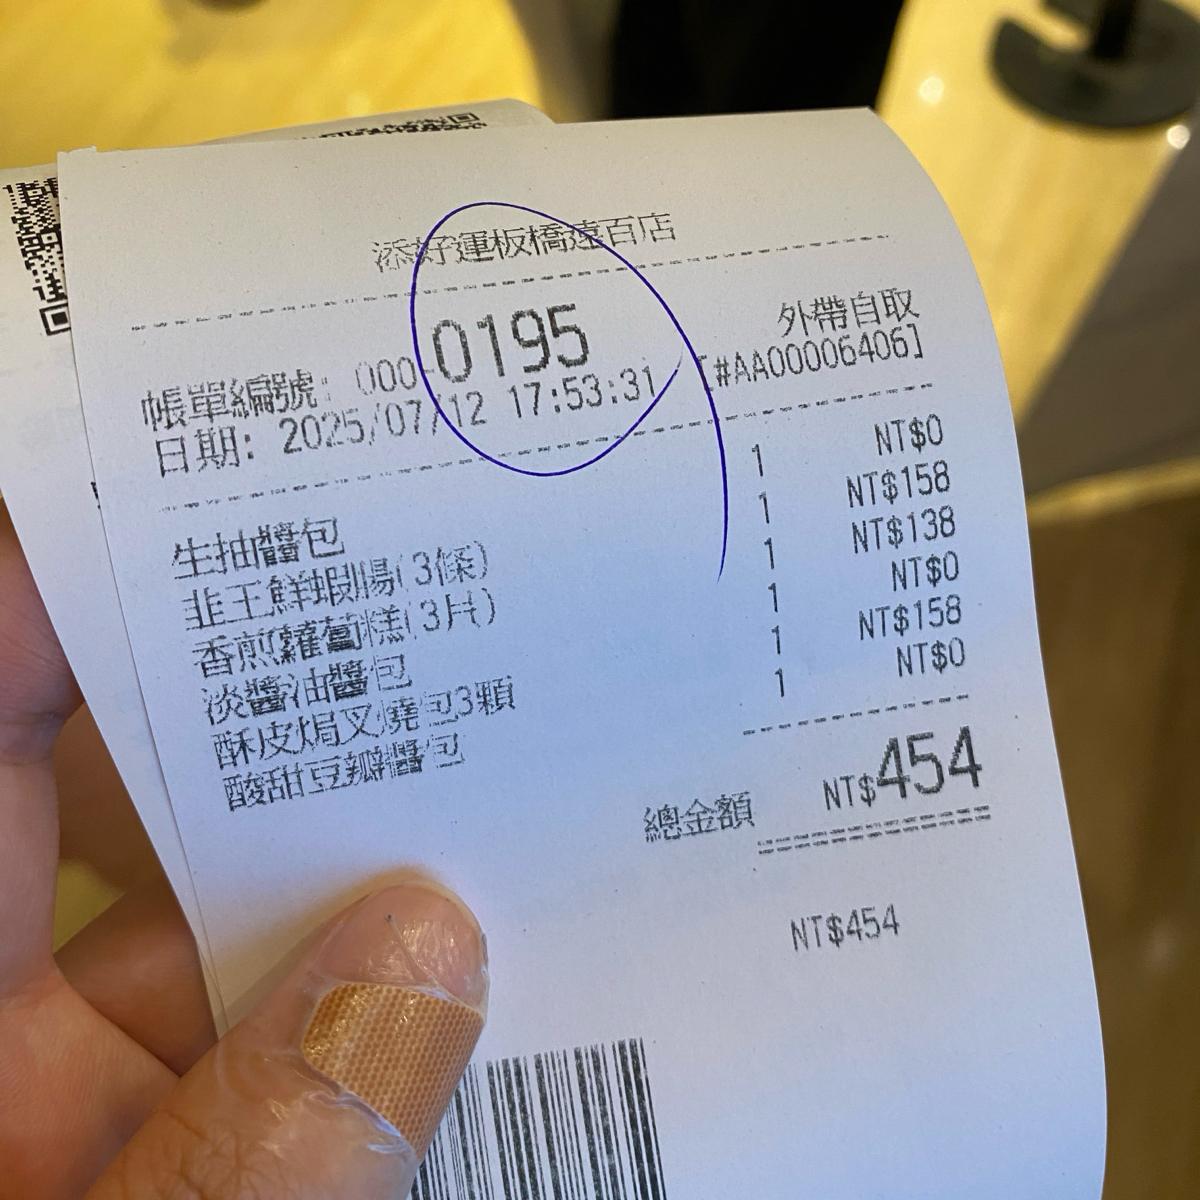 添好運板橋遠百店
外帶自取
帳單編號: 000-0195 [#AA00006406]
日期: 2025/07/12 17:53:31
生抽醬包 1 NT$0
韭王鮮蝦腸(3條) 1 NT$158
香煎蘿蔔糕(3片) 1 NT$138
淡醬油醬包 1 NT$0
酥皮焗叉燒包3顆 1 NT$158
酸甜豆瓣醬包 1 NT$0
總金額 NT$454
NT$454